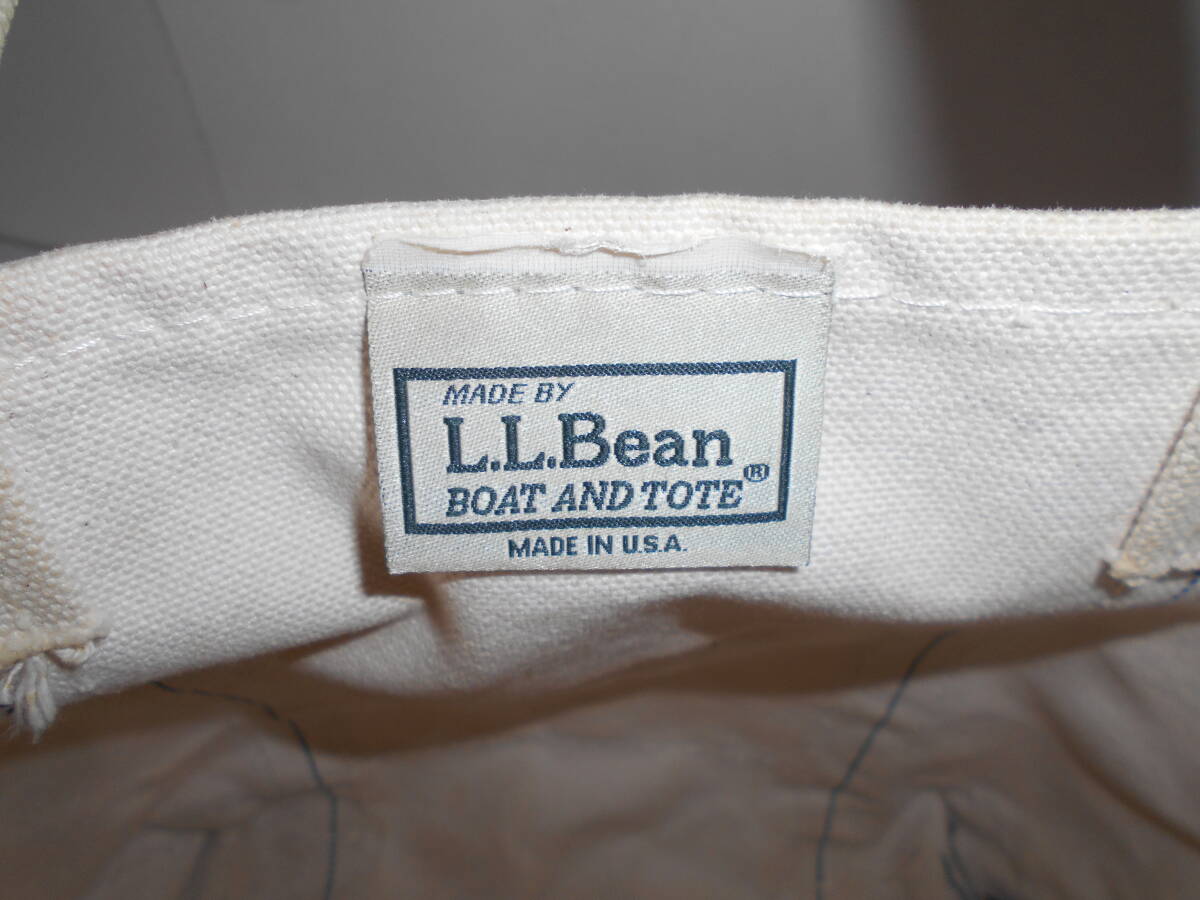 MADE BY
L.L.Bean
BOAT AND TOTE®
MADE IN U.S.A.